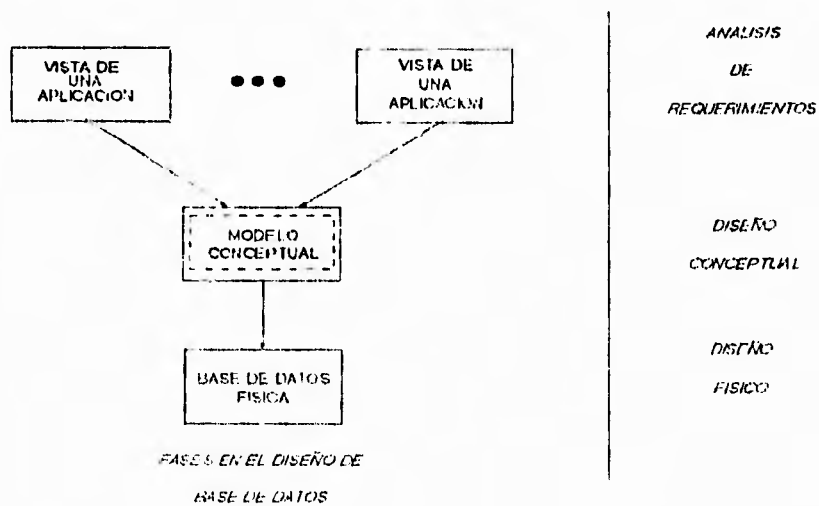 VISTA DE
UNA
APLICACION
VISTA DE
UNA
APLICACION
MODELO
CONCEPTUAL
BASE DE DATOS
FISICA
FASES EN EL DISEÑO DE
BASE DE DATOS
ANALISIS
DE
REQUERIMIENTOS
DISEÑO
CONCEPTUAL
DISEÑO
FISICO